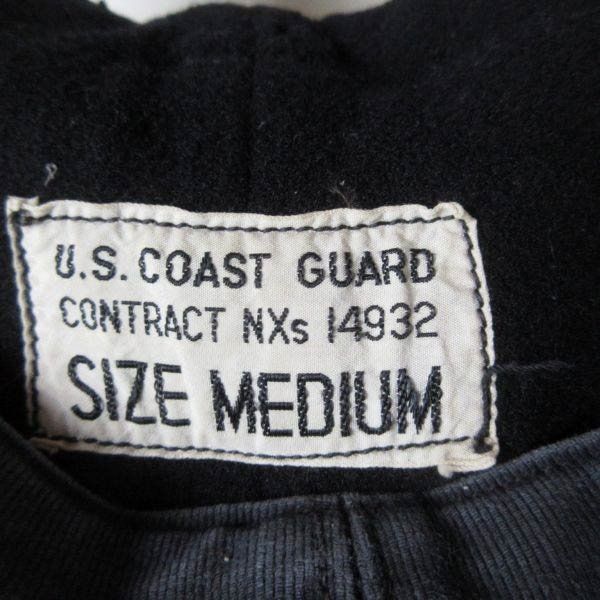 U.S. COAST GUARD
CONTRACT NXs 14932
SIZE MEDIUM